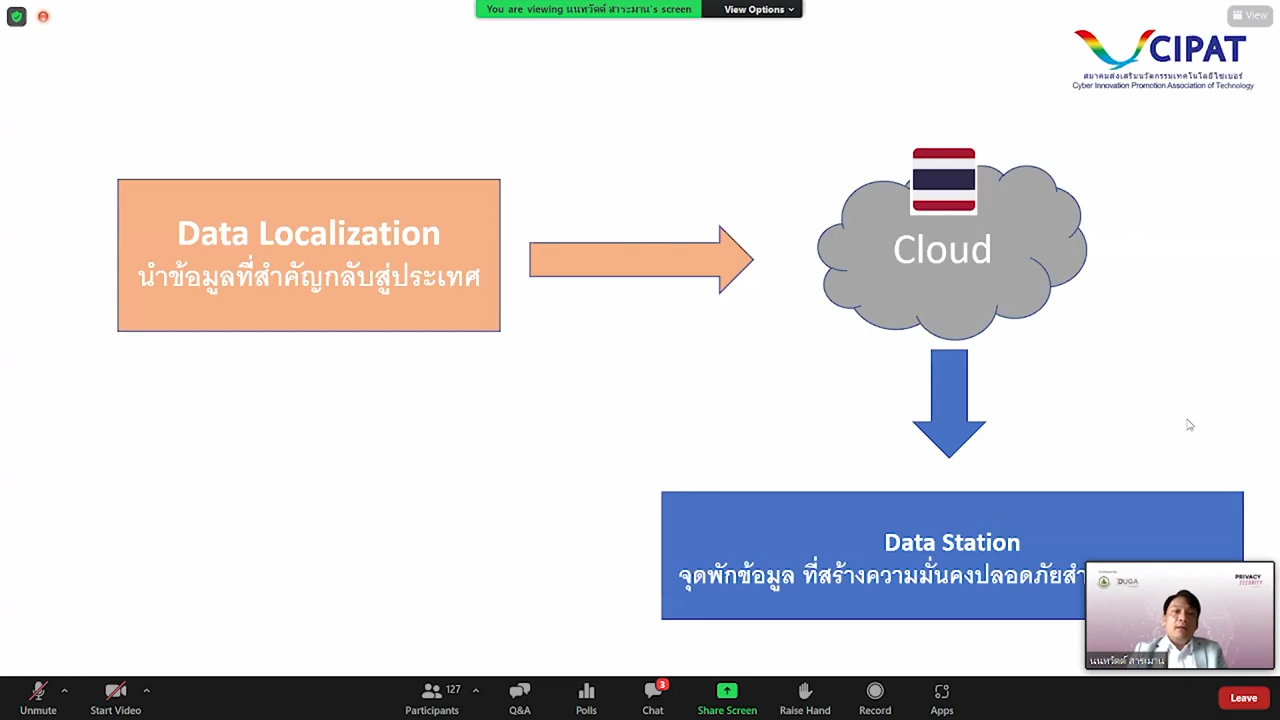 You are viewing นนทวัตต์ สาระมาน's screen
View Options
View
CIPAT
สมาคมส่งเสริมนวัตกรรมเทคโนโลยีไซเบอร์
Cyber Innovation Promotion Association of Technology
Data Localization
นำข้อมูลที่สำคัญกลับสู่ประเทศ
Cloud
Data Station
จุดพักข้อมูล ที่สร้างความมั่นคงปลอดภัยสำ
DUGA
PRIVACY
SECURITY
นนทวัตต์ สาระมาน
Unmute
Start Video
Participants
127
Q&A
Polls
Chat
3
Share Screen
Raise Hand
Record
Apps
Leave